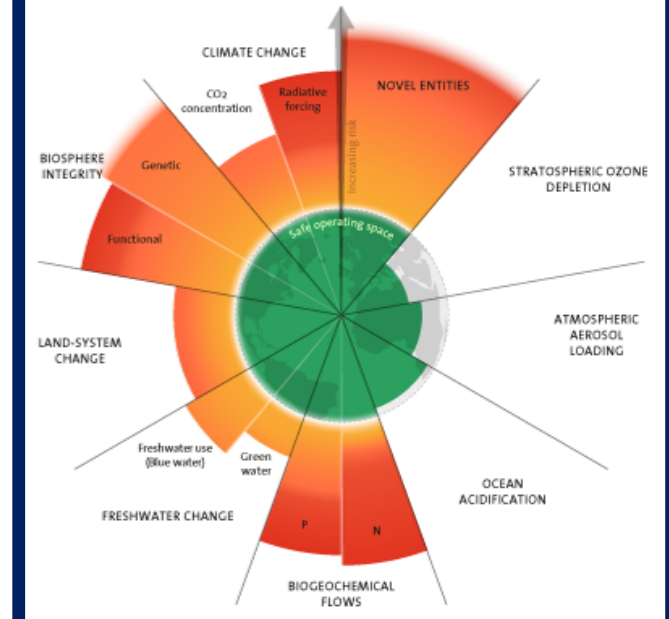 CLIMATE CHANGE
CO2
concentration
Radiative
forcing
NOVEL ENTITIES
Increasing risk
STRATOSPHERIC OZONE
DEPLETION
BIOSPHERE
INTEGRITY
Genetic
Functional
Safe operating space
ATMOSPHERIC
AEROSOL
LOADING
LAND-SYSTEM
CHANGE
Freshwater use
(Blue water)
Green
water
FRESHWATER CHANGE
P
N
OCEAN
ACIDIFICATION
BIOGEOCHEMICAL
FLOWS